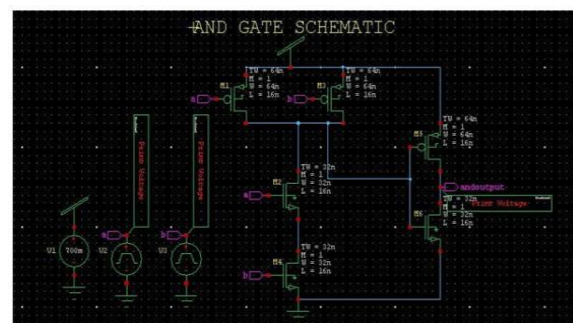 AND GATE SCHEMATIC
M1
TW = 64n
M = 1
W = 64n
L = 16n
a
M3
TW = 64n
M = 1
W = 64n
L = 16n
b
M5
TW = 64n
M = 1
W = 64n
L = 16n
andoutput
Print Voltage
M2
TW = 32n
M = 1
W = 32n
L = 16n
a
M6
TW = 32n
M = 1
W = 32n
L = 16n
M4
TW = 32n
M = 1
W = 32n
L = 16n
b
Print Voltage
Print Voltage
V1
700m
a
V2
b
V3